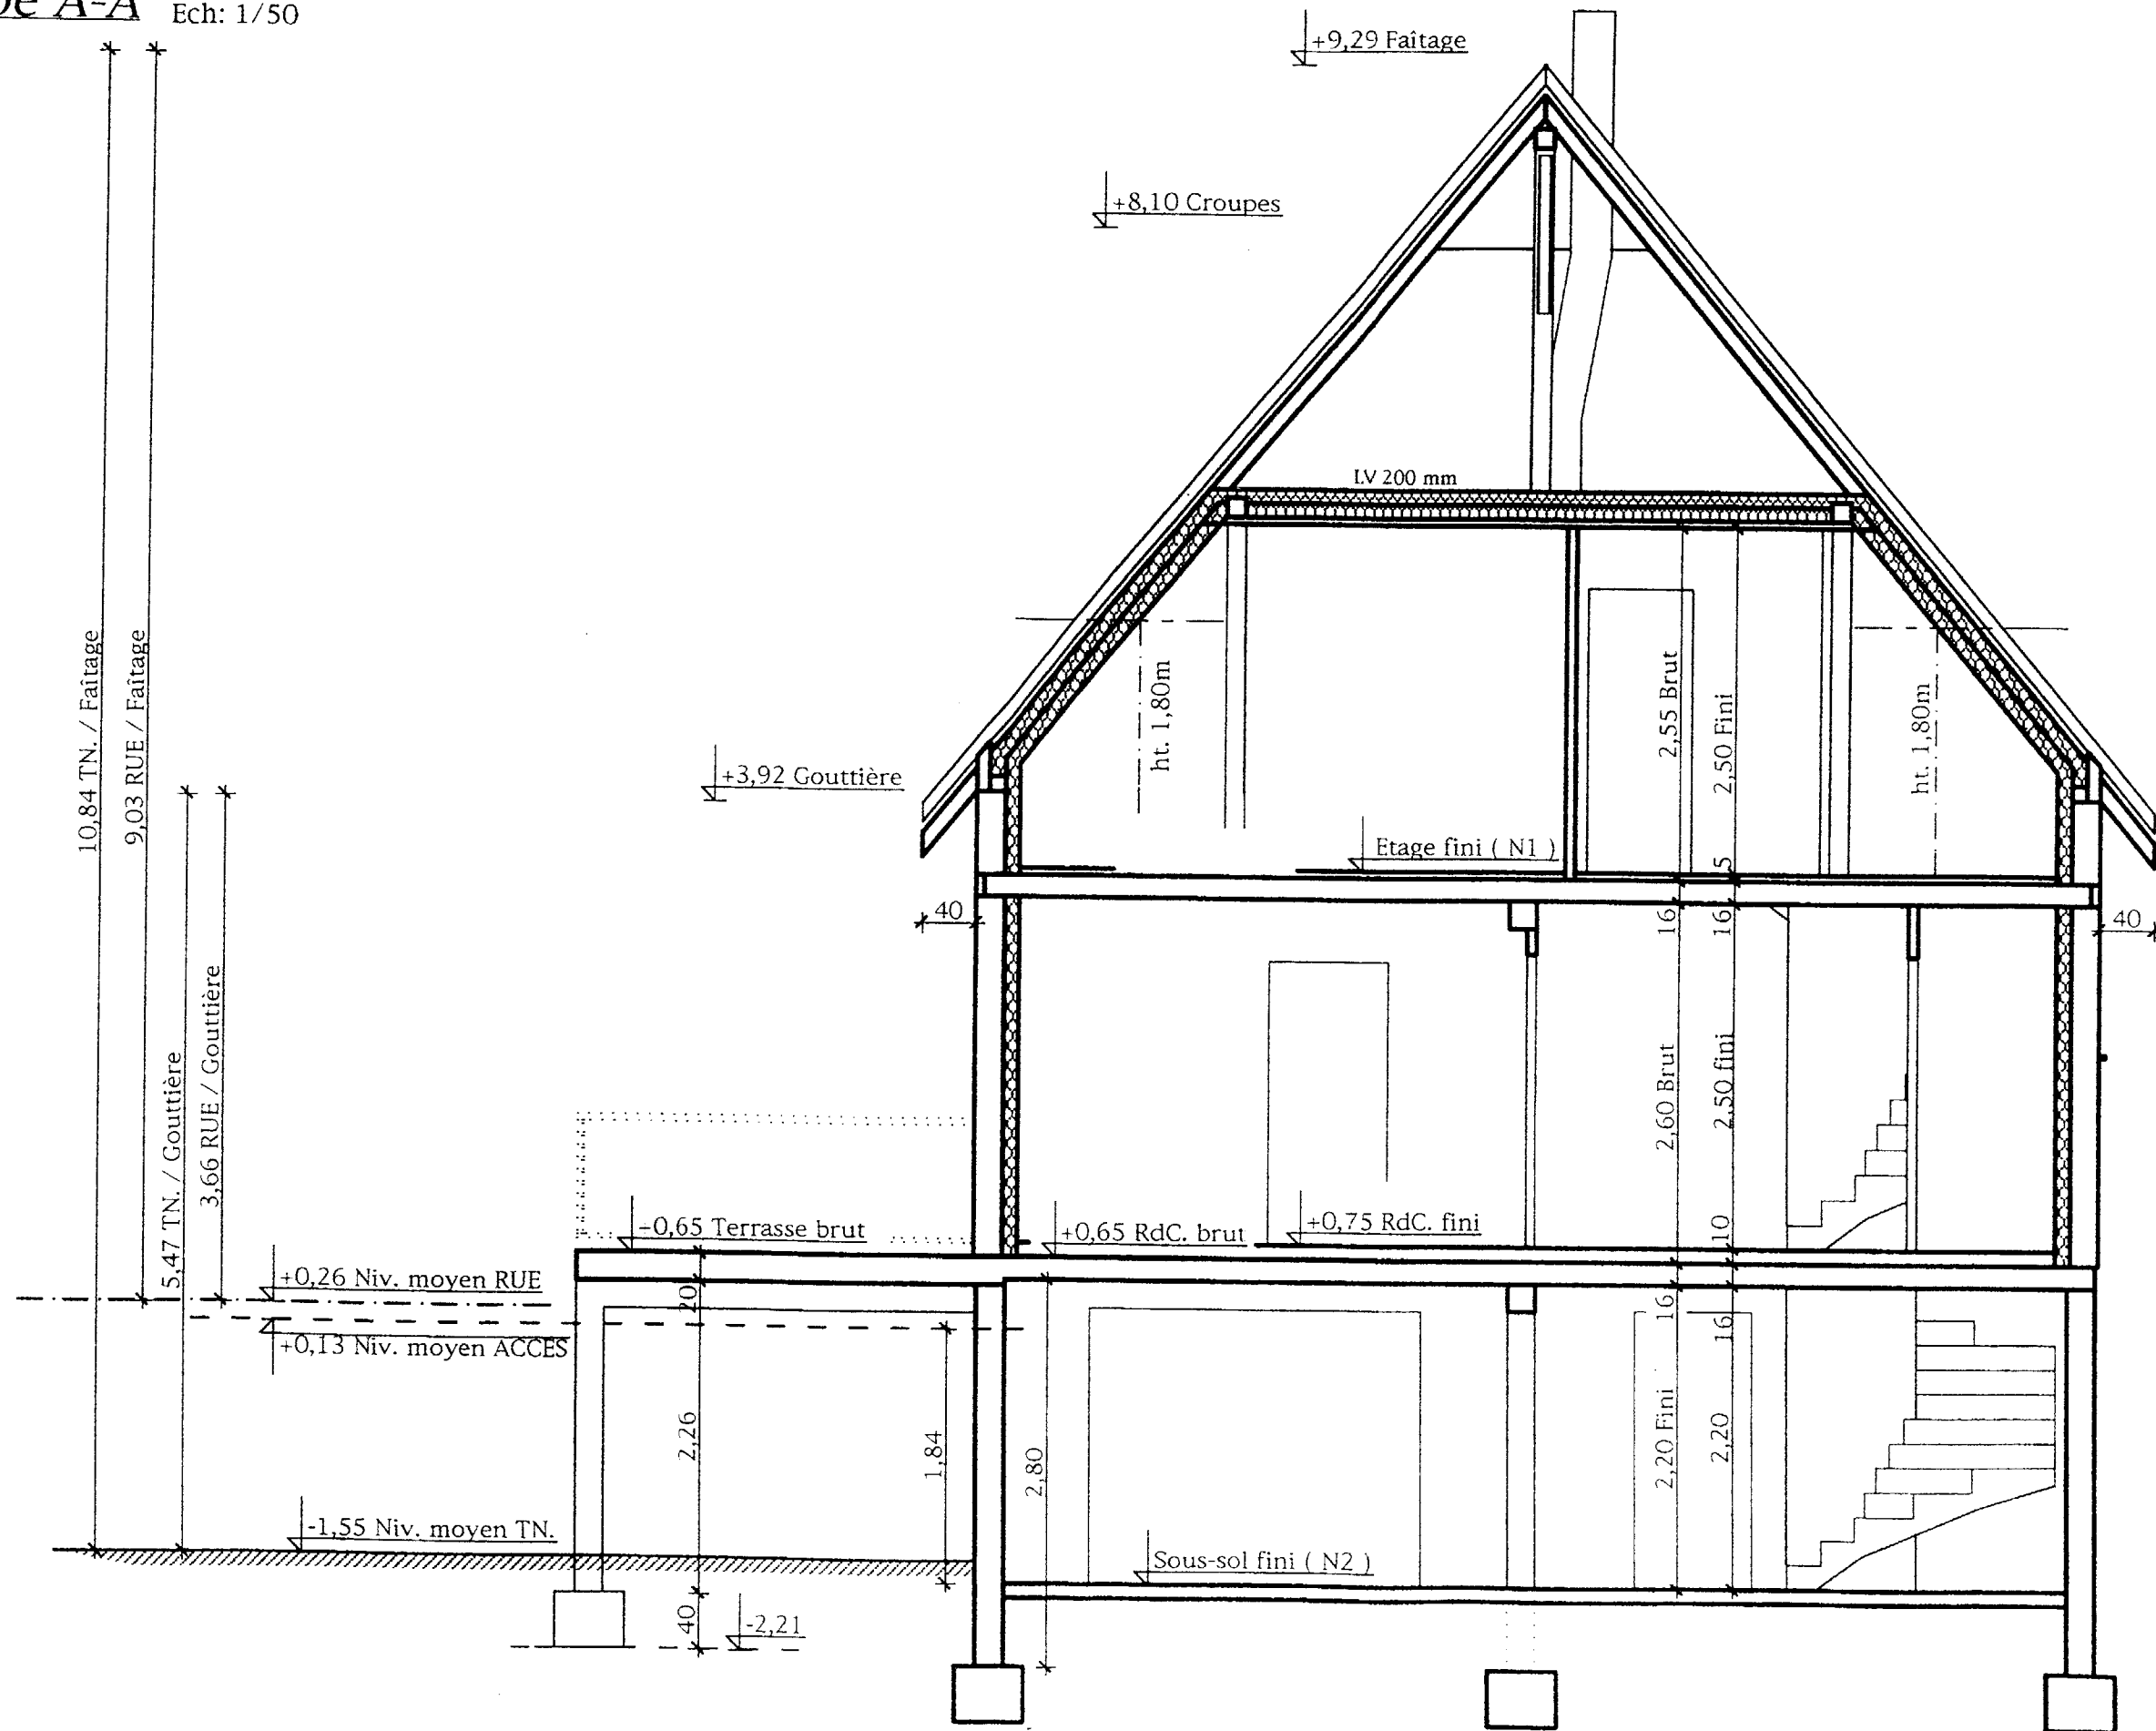 A-A Ech: 1/50
+9,29 Faîtage
+8,10 Croupes
I.V 200 mm
10,84 TN. / Faîtage
9,03 RUE / Faîtage
5,47 TN. / Gouttière
3,66 RUE / Gouttière
+3,92 Gouttière
ht. 1,80m
2,55 Brut
2,50 Fini
ht. 1,80m
Etage fini ( N1 )
5
40
16
16
40
2,60 Brut
2,50 fini
+0,65 Terrasse brut
+0,65 RdC. brut
+0,75 RdC. fini
10
+0,26 Niv. moyen RUE
20
16
16
+0,13 Niv. moyen ACCES
2,26
1,84
2,80
2,20 Fini
2,20
-1,55 Niv. moyen TN.
Sous-sol fini ( N2 )
40
-2,21